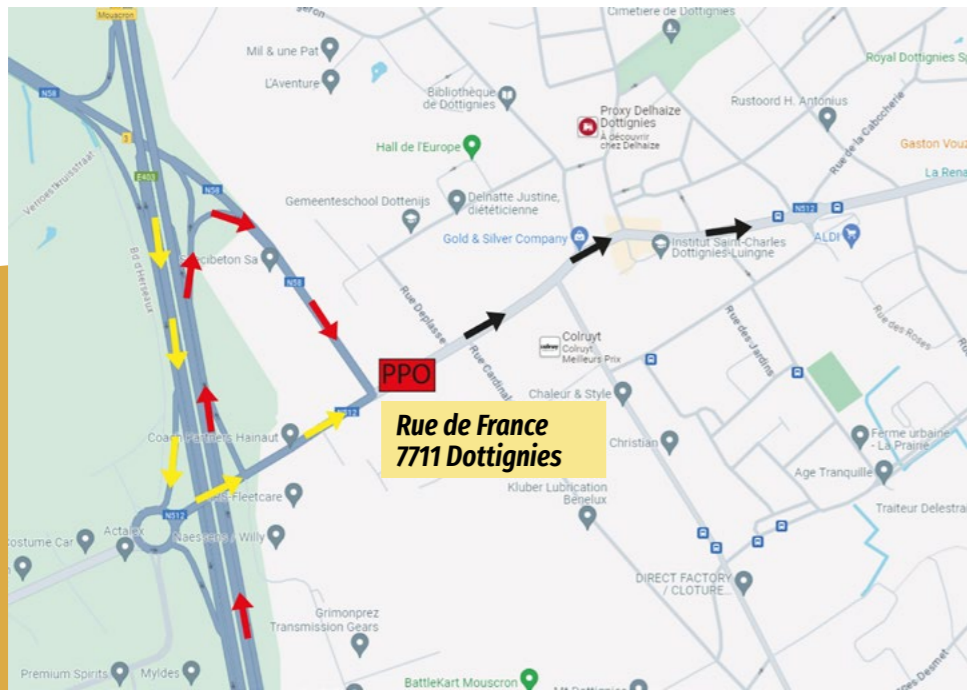 Mouscron
N58
2
E403
Verroestkruisstraat
Bd d'Herseaux
Mil & une Pat
L'Aventure
Cimetière de Dottignies
Bibliothèque
de Dottignies
Hall de l'Europe
Proxy Delhaize
Dottignies
À découvrir
chez Delhaize
Royal Dottignies
Rustoord H. Antonius
Rue de la Cabocherie
Gaston
La Rena
N58
Gemeenteschool Dottenijs
Delnatte Justine,
diététicienne
Gold & Silver Company
Institut Saint-Charles
Dottignies-Luingne
N512
ALDI
N58
Rue Deplasse
Rue Cardinal
Colruyt
Colruyt
Meilleurs Prix
Rue des Jardins
Rue des Roses
PPO
Rue de France
7711 Dottignies
Chaleur & Style
N512
Coach Partners Hainaut
Christian
Ferme urbaine
- La Prairie
Age Tranquille
Kluber Lubrication
Benelux
Fleetcare
N512
Actalex
Costume Car
Naessens / Willy
Traiteur Delestra
DIRECT FACTORY
/ CLOTURE...
Grimonprez
Transmission Gears
Premium Spirits
Myldes
BattleKart Mouscron